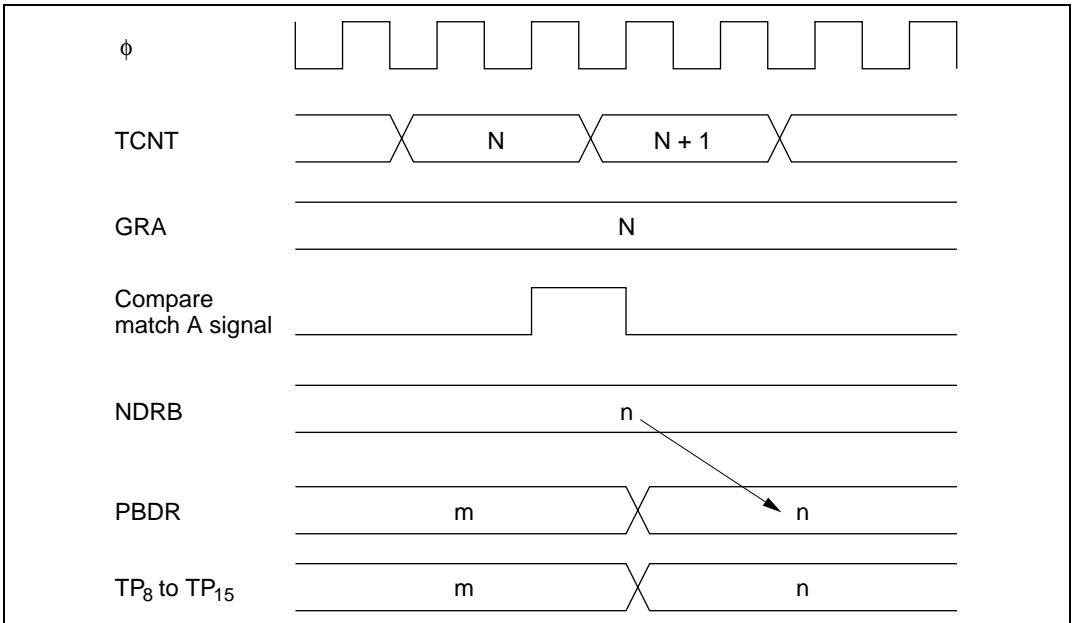 ϕ
TCNT N N + 1
GRA N
Compare
match A signal
NDRB n
PBDR m n
TP8 to TP15 m n